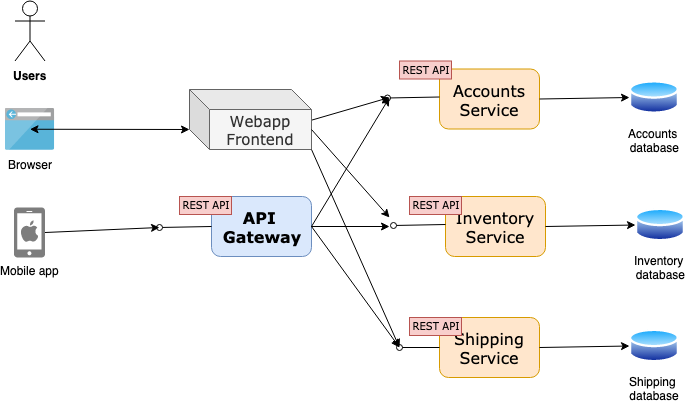 Users
Browser
Mobile app
Webapp
Frontend
REST API
API
Gateway
REST API
Accounts
Service
Accounts
database
REST API
Inventory
Service
Inventory
database
REST API
Shipping
Service
Shipping
database